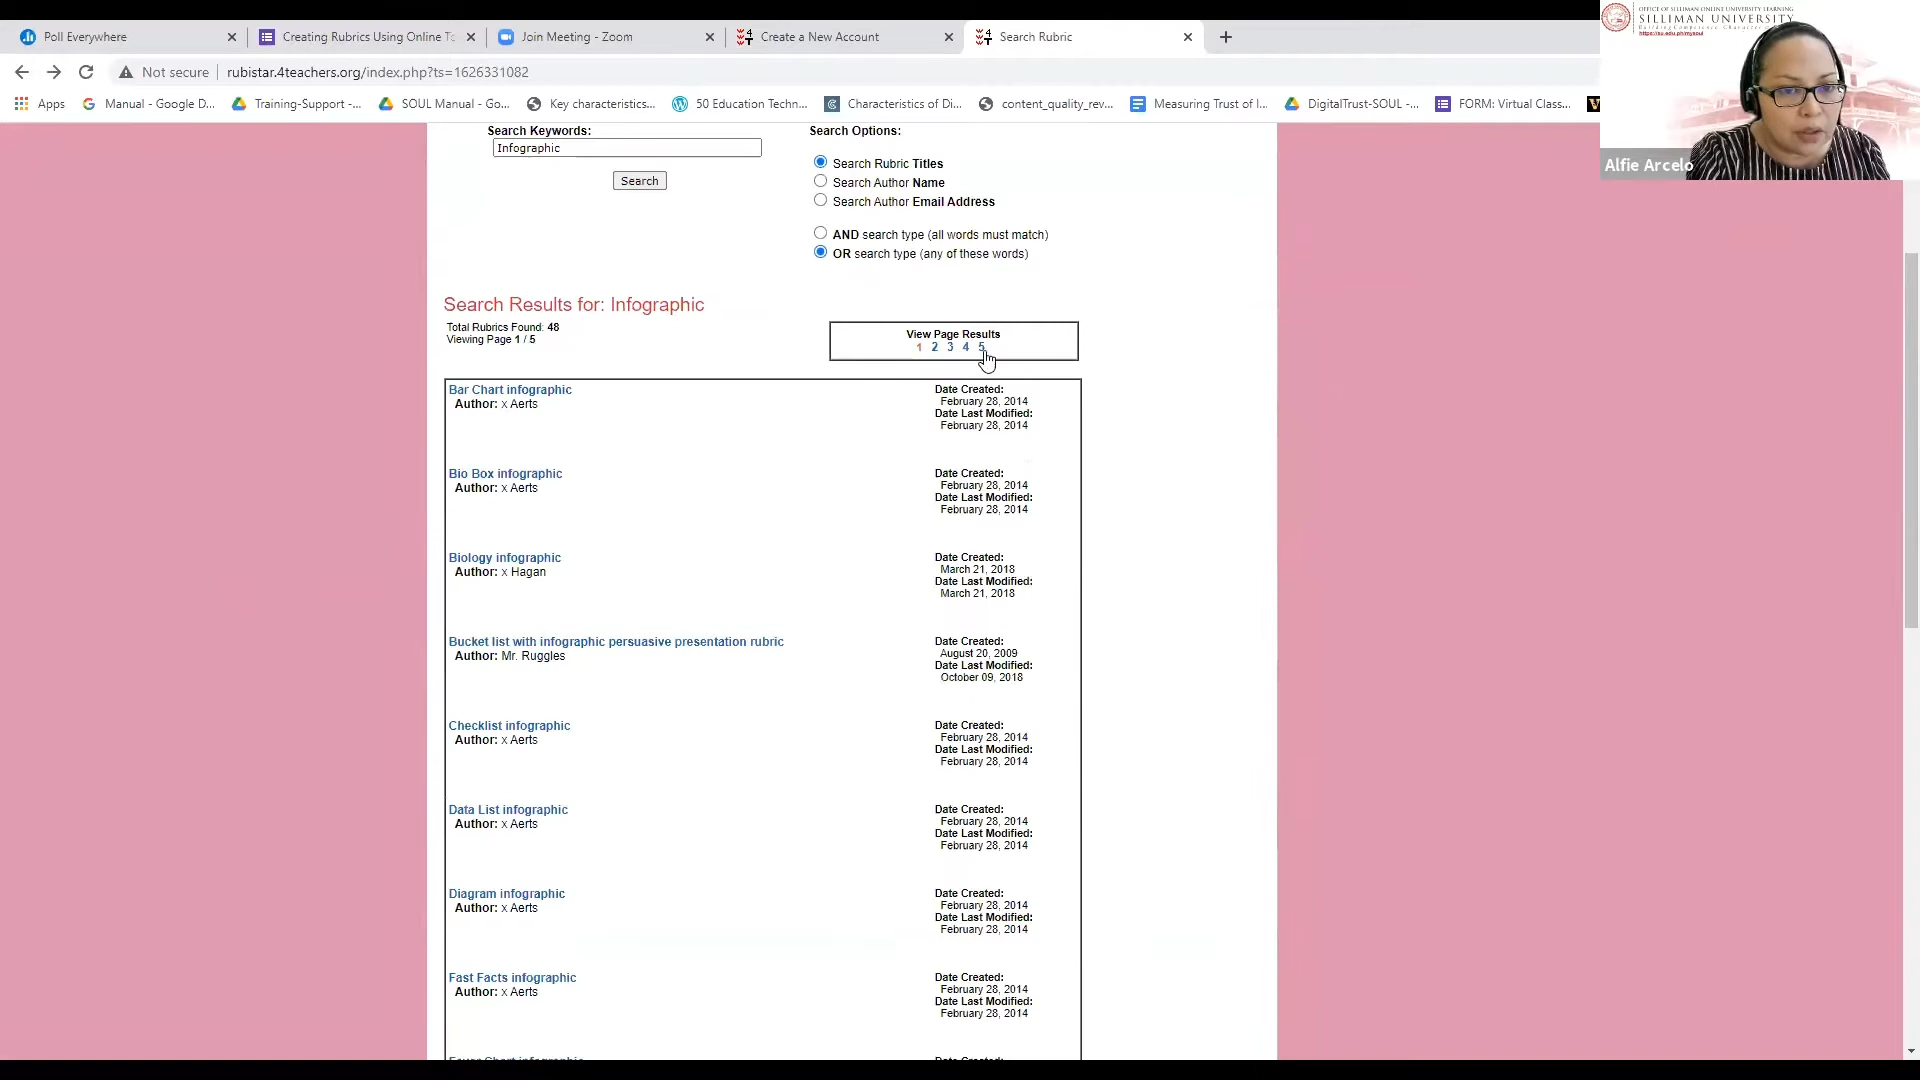 Poll Everywhere
Creating Rubrics Using Online To
Join Meeting - Zoom
Create a New Account
Search Rubric
Not secure
rubistar.4teachers.org/index.php?ts=1626331082
Apps
Manual - Google D...
Training-Support -...
SOUL Manual - Go...
Key characteristics...
50 Education Techn...
Characteristics of Di...
content_quality_rev...
Measuring Trust of I...
DigitalTrust-SOUL -...
FORM: Virtual Class...
OFFICE OF SILLIMAN ONLINE UNIVERSITY LEARNING
SILLIMAN UNIVERSITY
https://su.edu.ph/mysoul
Alfie Arcelo
Search Keywords:
Infographic
Search
Search Options:
Search Rubric Titles
Search Author Name
Search Author Email Address
AND search type (all words must match)
OR search type (any of these words)
Search Results for: Infographic
Total Rubrics Found: 48
Viewing Page 1 / 5
View Page Results
1 2 3 4 5
Bar Chart infographic
Author: x Aerts
Date Created:
February 28, 2014
Date Last Modified:
February 28, 2014
Bio Box infographic
Author: x Aerts
Date Created:
February 28, 2014
Date Last Modified:
February 28, 2014
Biology infographic
Author: x Hagan
Date Created:
March 21, 2018
Date Last Modified:
March 21, 2018
Bucket list with infographic persuasive presentation rubric
Author: Mr. Ruggles
Date Created:
August 20, 2009
Date Last Modified:
October 09, 2018
Checklist infographic
Author: x Aerts
Date Created:
February 28, 2014
Date Last Modified:
February 28, 2014
Data List infographic
Author: x Aerts
Date Created:
February 28, 2014
Date Last Modified:
February 28, 2014
Diagram infographic
Author: x Aerts
Date Created:
February 28, 2014
Date Last Modified:
February 28, 2014
Fast Facts infographic
Author: x Aerts
Date Created:
February 28, 2014
Date Last Modified:
February 28, 2014